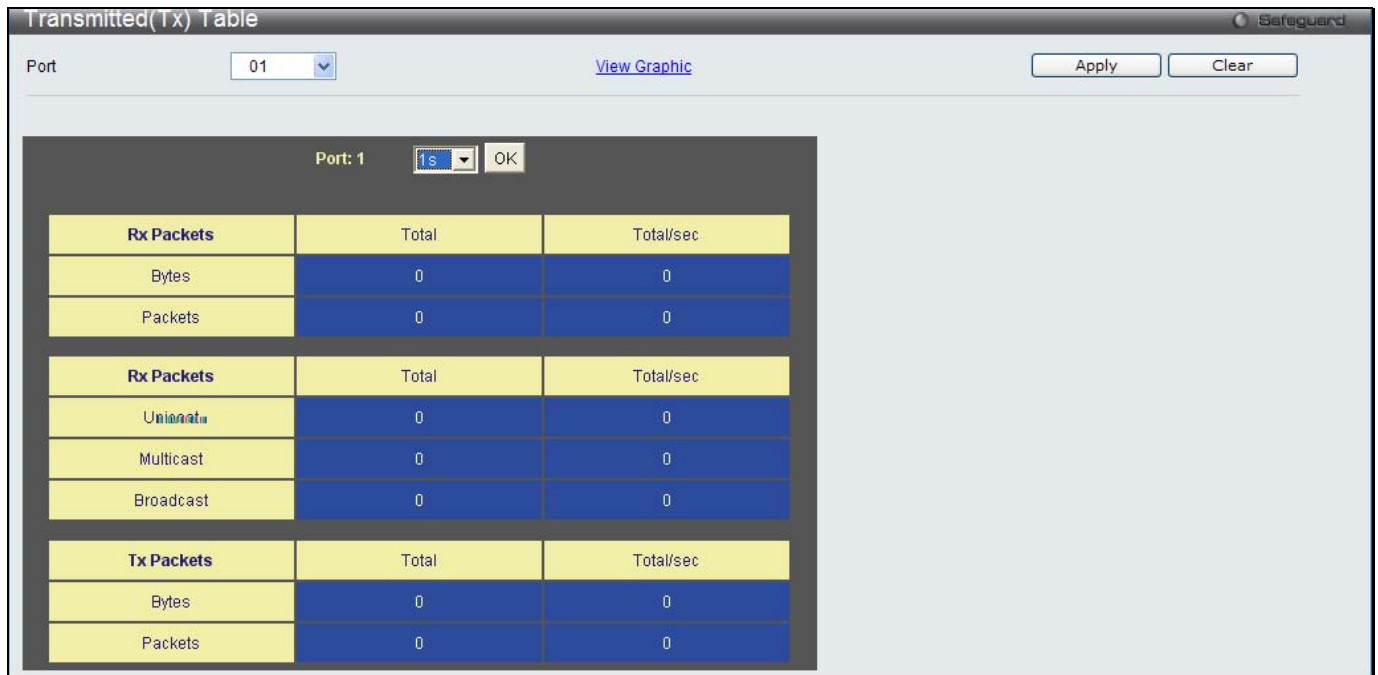 Transmitted(Tx) Table
Safeguard
Port 01 View Graphic Apply Clear
Port: 1 1s OK
Rx Packets Total Total/sec
Bytes 0 0
Packets 0 0
Rx Packets Total Total/sec
0 0
Multicast 0 0
Broadcast 0 0
Tx Packets Total Total/sec
Bytes 0 0
Packets 0 0